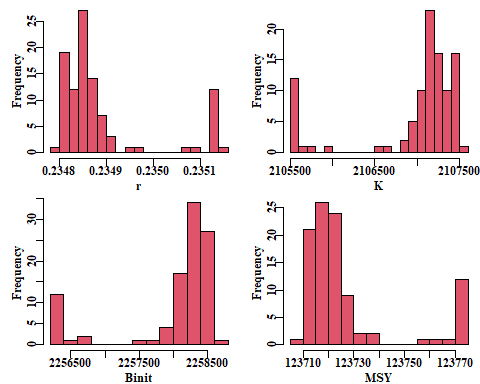 Frequency
0 5 10 15 20 25
0.2348 0.2349 0.2350 0.2351
r
Frequency
0 5 10 15 20
2105500 2106500 2107500
K
Frequency
0 10 20 30
2256500 2257500 2258500
Binit
Frequency
0 5 15 25
123710 123730 123750 123770
MSY